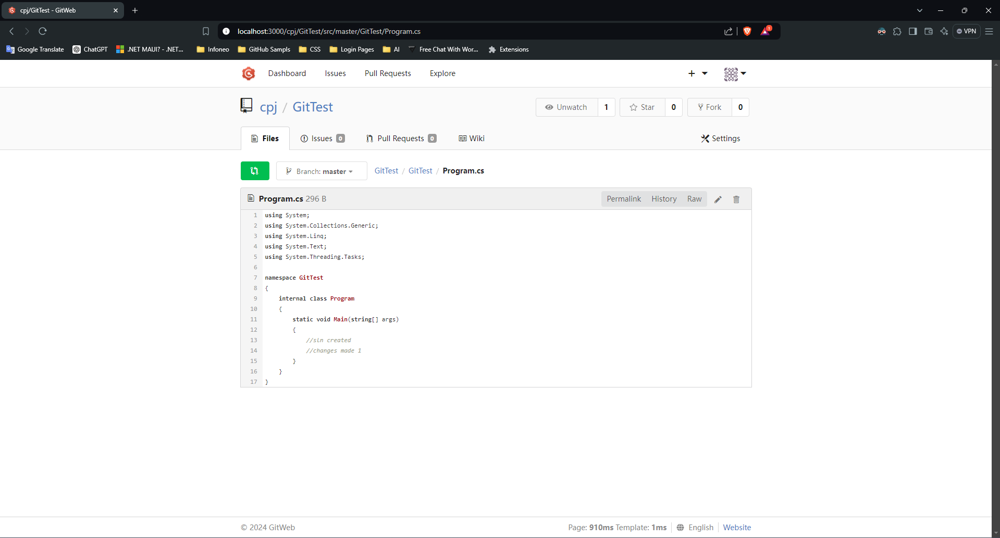 cpj/GitTest - GitWeb
localhost:3000/cpj/GitTest/src/master/GitTest/Program.cs
1
VPN
Google Translate
ChatGPT
.NET MAUI? - .NET...
Infoneo
GitHub Sampls
CSS
Login Pages
AI
Free Chat With Wor...
Extensions
Dashboard
Issues
Pull Requests
Explore
cpj / GitTest
Unwatch 1
Star 0
Fork 0
Files
Issues 0
Pull Requests 0
Wiki
Settings
Branch: master
GitTest / GitTest / Program.cs
Program.cs 296 B
Permalink
History
Raw
1 using System;
2 using System.Collections.Generic;
3 using System.Linq;
4 using System.Text;
5 using System.Threading.Tasks;
6
7 namespace GitTest
8 {
9     internal class Program
10     {
11         static void Main(string[] args)
12         {
13             //sln created
14             //changes made 1
15         }
16     }
17 }
© 2024 GitWeb
Page: 910ms Template: 1ms
English
Website